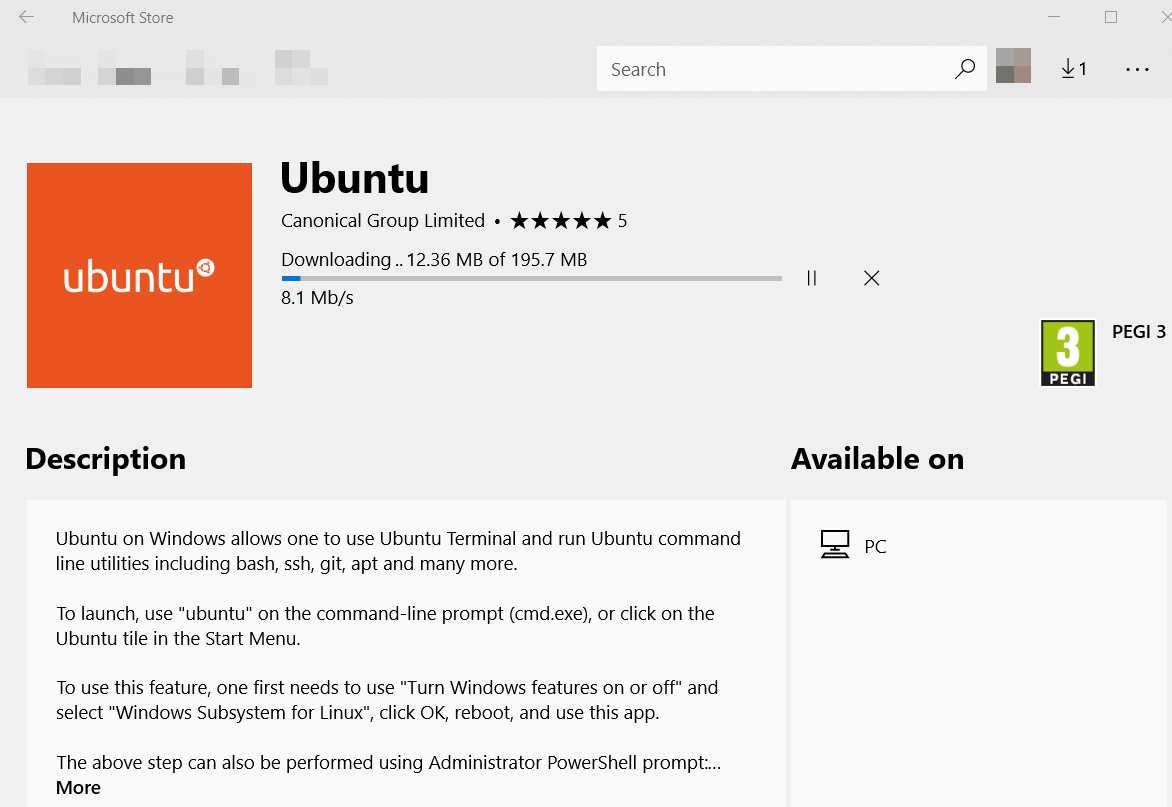 Microsoft Store
Search
1
Ubuntu
ubuntu
Canonical Group Limited • ★★★★★ 5
Downloading .. 12.36 MB of 195.7 MB
8.1 Mb/s
3
PEGI
PEGI 3
Description
Available on
Ubuntu on Windows allows one to use Ubuntu Terminal and run Ubuntu command
line utilities including bash, ssh, git, apt and many more.
PC
To launch, use "ubuntu" on the command-line prompt (cmd.exe), or click on the
Ubuntu tile in the Start Menu.
To use this feature, one first needs to use "Turn Windows features on or off" and
select "Windows Subsystem for Linux", click OK, reboot, and use this app.
The above step can also be performed using Administrator PowerShell prompt:...
More